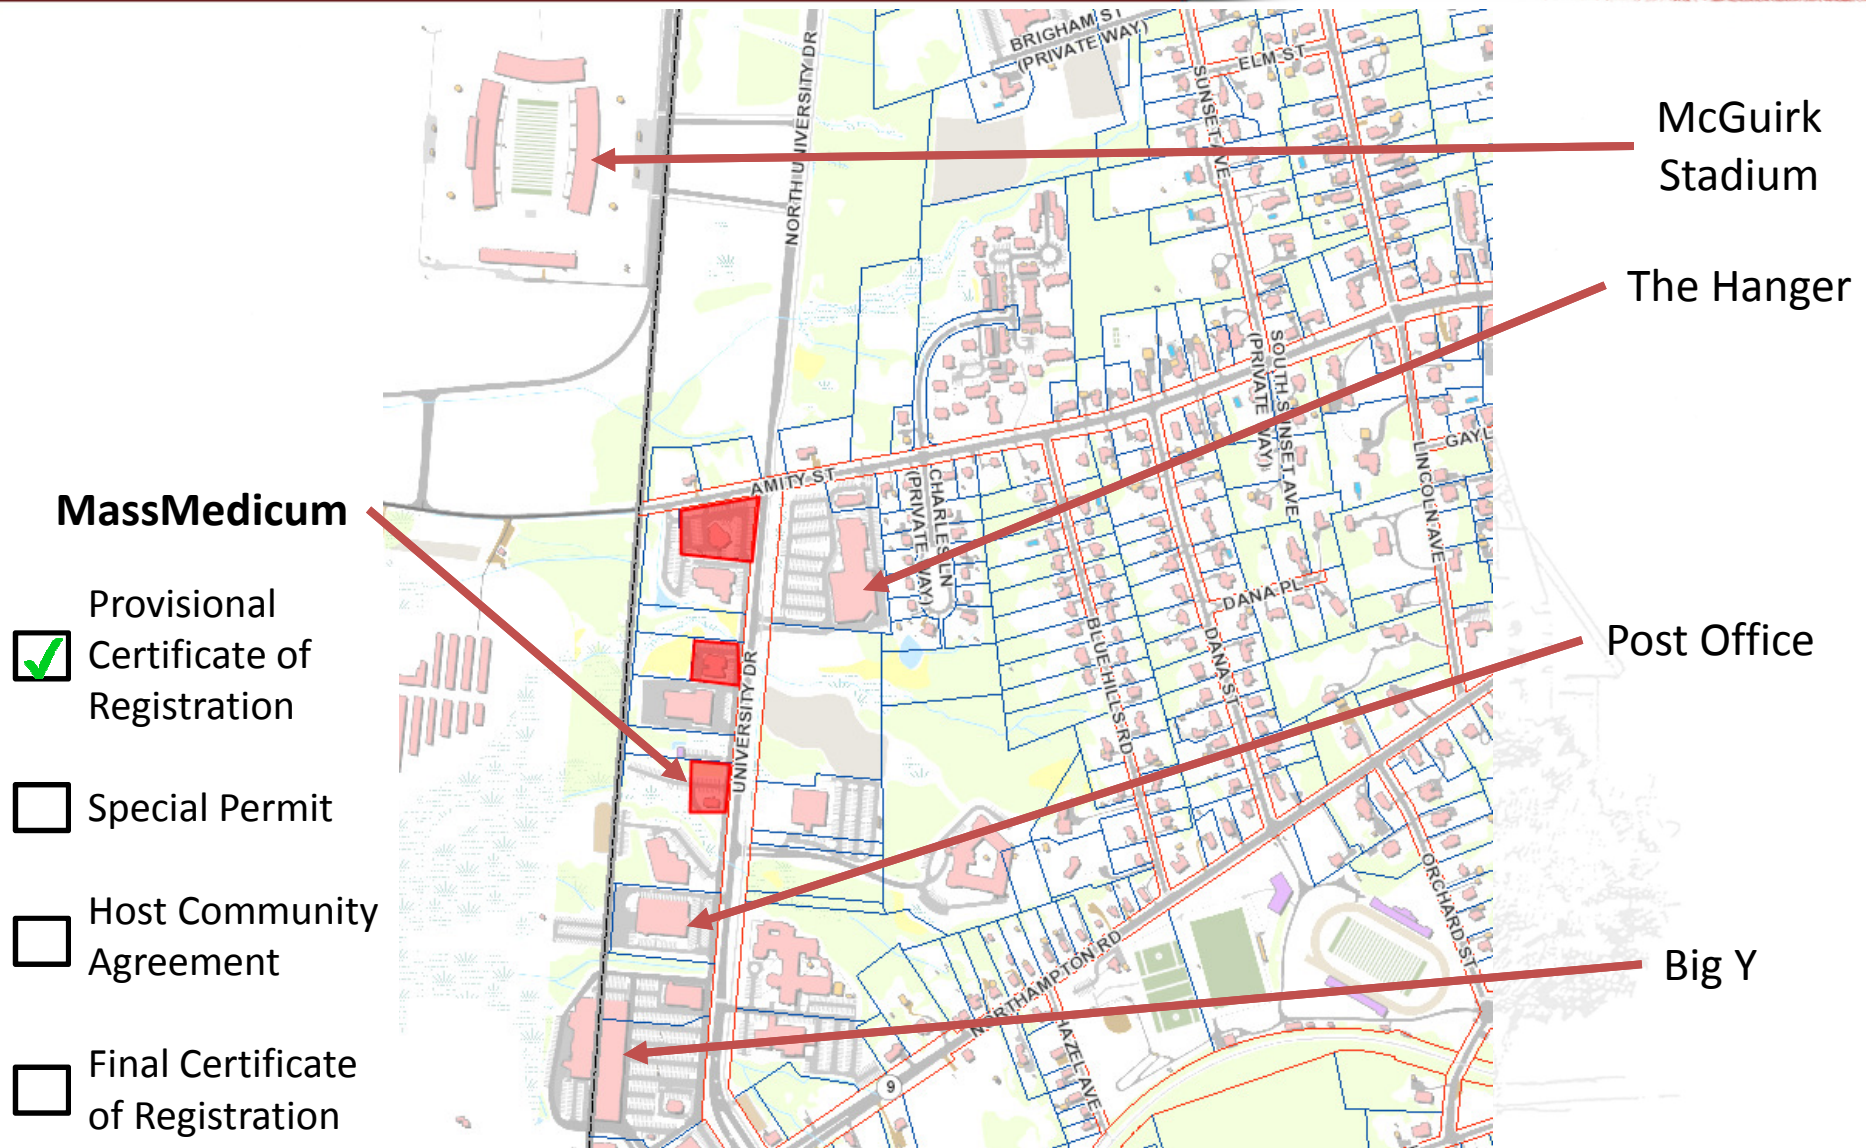 BRIGHAM ST
(PRIVATE WAY)
ELM ST
SUNSET AVE
NORTH UNIVERSITY DR
McGuirk
Stadium
The Hanger
SOUTH SUNSET AVE
(PRIVATE WAY)
GAYL
LINCOLN AVE
AMITY ST
CHARLES LN
(PRIVATE WAY)
MassMedicum
Provisional
Certificate of
Registration
Special Permit
Host Community
Agreement
Final Certificate
of Registration
DANA PL
BLUE HILLS RD
DANA ST
UNIVERSITY DR
Post Office
ORCHARD ST
NORTHAMPTON RD
Big Y
HAZEL AVE
9